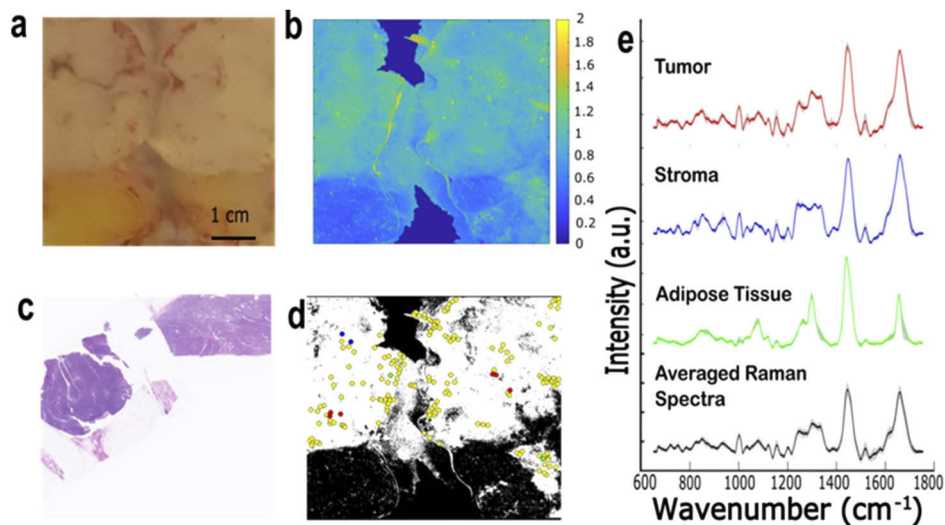 a
1 cm
b
2
1.8
1.6
1.4
1.2
1
0.8
0.6
0.4
0.2
0
c
d
e
Tumor
Stroma
Adipose Tissue
Averaged Raman
Spectra
Intensity (a.u.)
600 800 1000 1200 1400 1600 1800
Wavenumber (cm⁻¹)